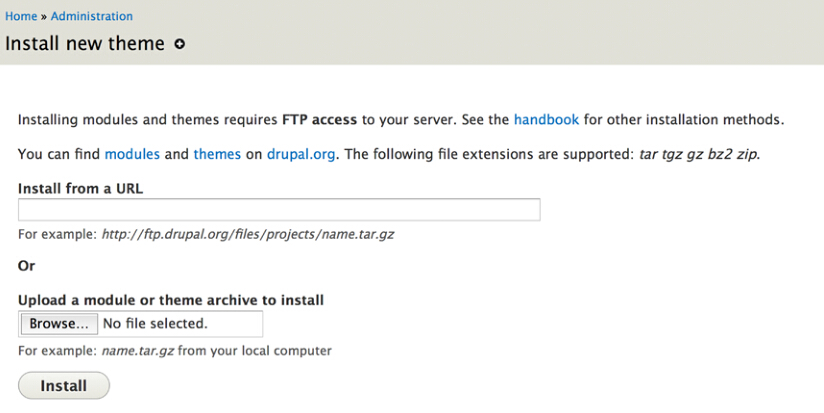 Home » Administration
Install new theme
Installing modules and themes requires FTP access to your server. See the handbook for other installation methods.
You can find modules and themes on drupal.org. The following file extensions are supported: tar tgz gz bz2 zip.
Install from a URL
For example: http://ftp.drupal.org/files/projects/name.tar.gz
Or
Upload a module or theme archive to install
Browse... No file selected.
For example: name.tar.gz from your local computer
Install